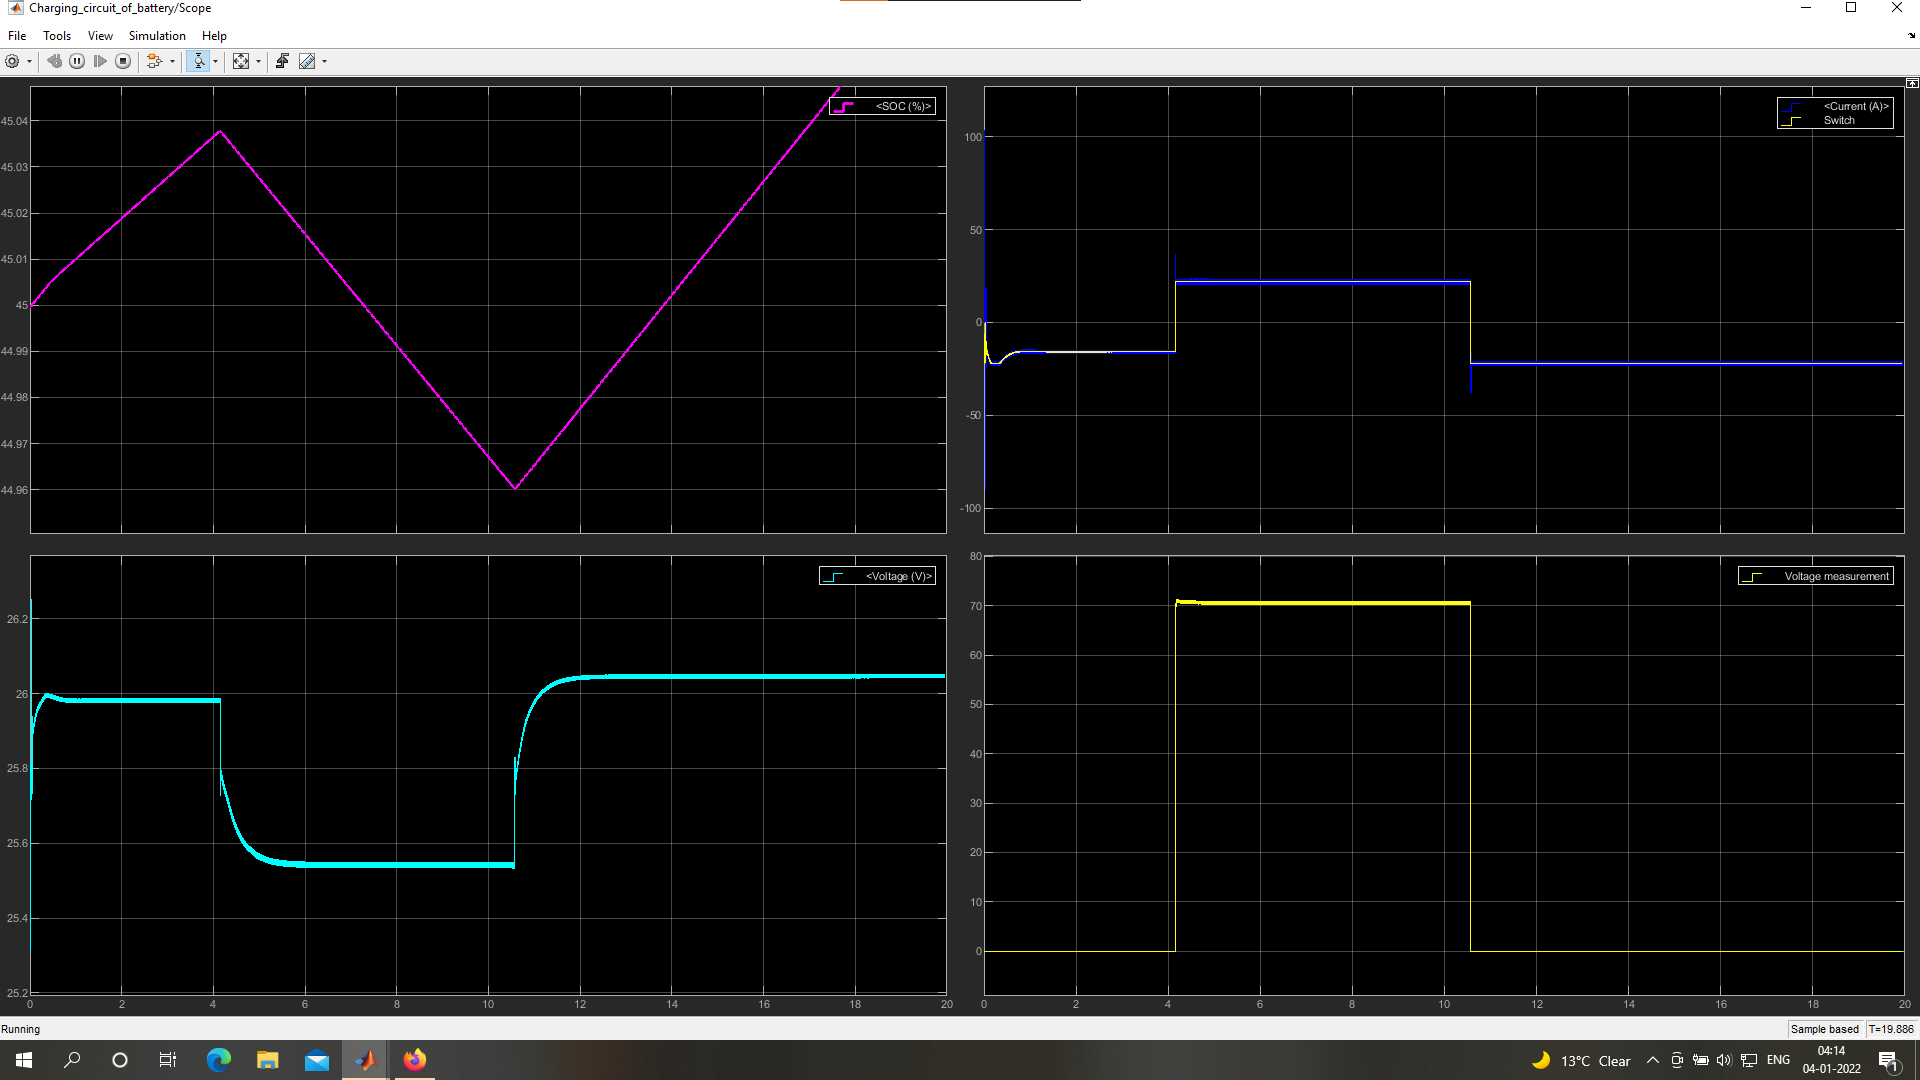 Charging_circuit_of_battery/Scope
File Tools View Simulation Help
<SOC (%)>
45.04
45.03
45.02
45.01
45
44.99
44.98
44.97
44.96
<Current (A)>
Switch
100
50
0
-50
-100
<Voltage (V)>
26.2
26
25.8
25.6
25.4
25.2
0 2 4 6 8 10 12 14 16 18 20
Voltage measurement
80
70
60
50
40
30
20
10
0
0 2 4 6 8 10 12 14 16 18 20
Running
Sample based T=19.886
13°C Clear
ENG
04:14
04-01-2022
1